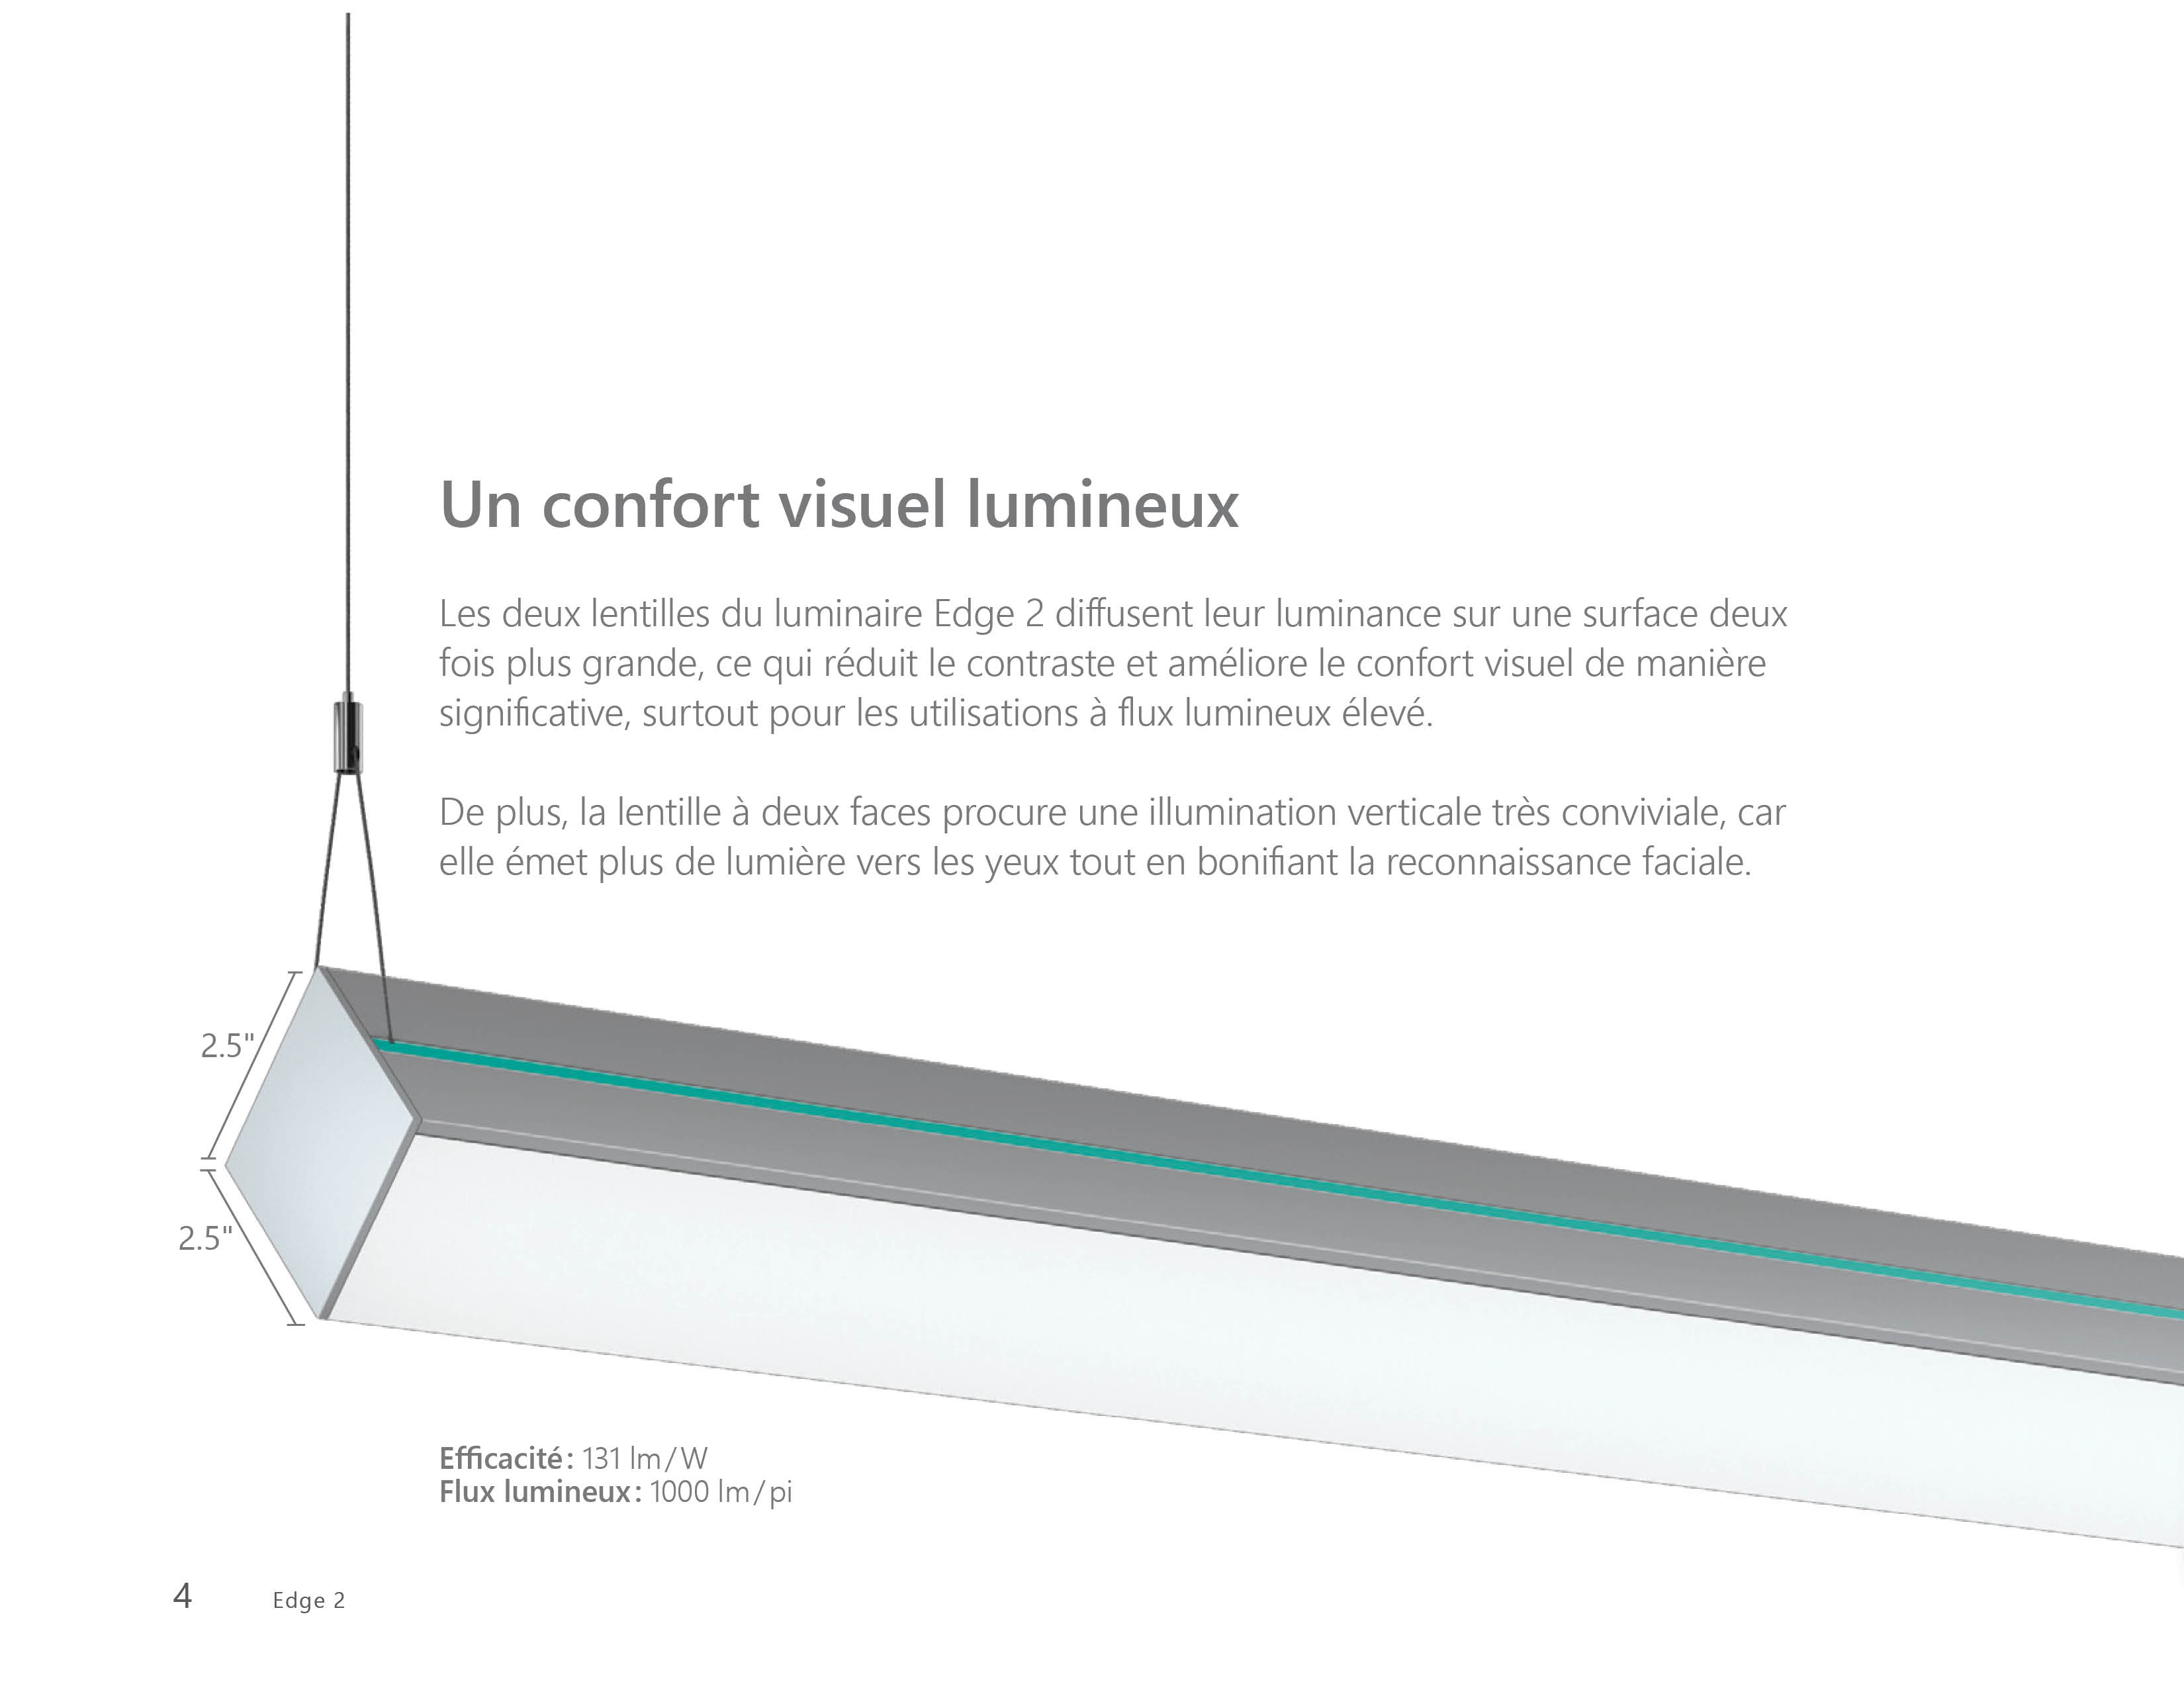 Un confort visuel lumineux
Les deux lentilles du luminaire Edge 2 diffusent leur luminance sur une surface deux
fois plus grande, ce qui réduit le contraste et améliore le confort visuel de manière
significative, surtout pour les utilisations à flux lumineux élevé.
De plus, la lentille à deux faces procure une illumination verticale très conviviale, car
elle émet plus de lumière vers les yeux tout en bonifiant la reconnaissance faciale.
2.5"
2.5"
Efficacité : 131 lm / W
Flux lumineux : 1000 lm / pi
4 Edge 2